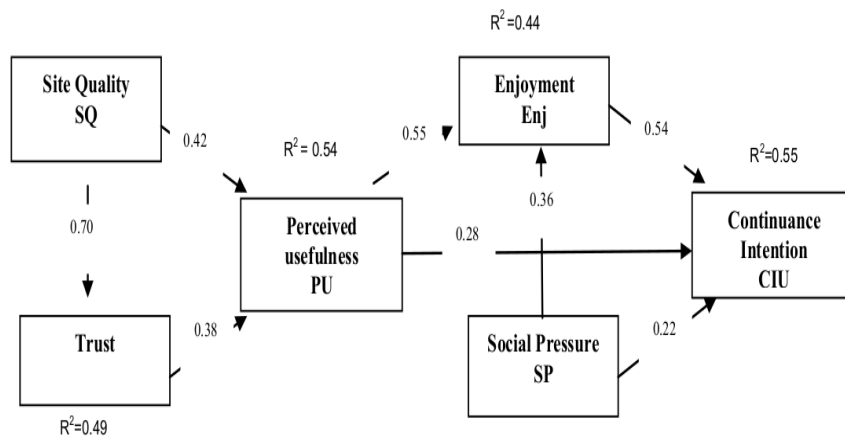 R²=0.44
Site Quality
SQ
Enjoyment
Enj
0.42
0.55
0.54
R² = 0.54
R²=0.55
0.70
Perceived
usefulness
PU
0.36
0.28
Continuance
Intention
CIU
Trust
0.38
Social Pressure
SP
0.22
R²=0.49